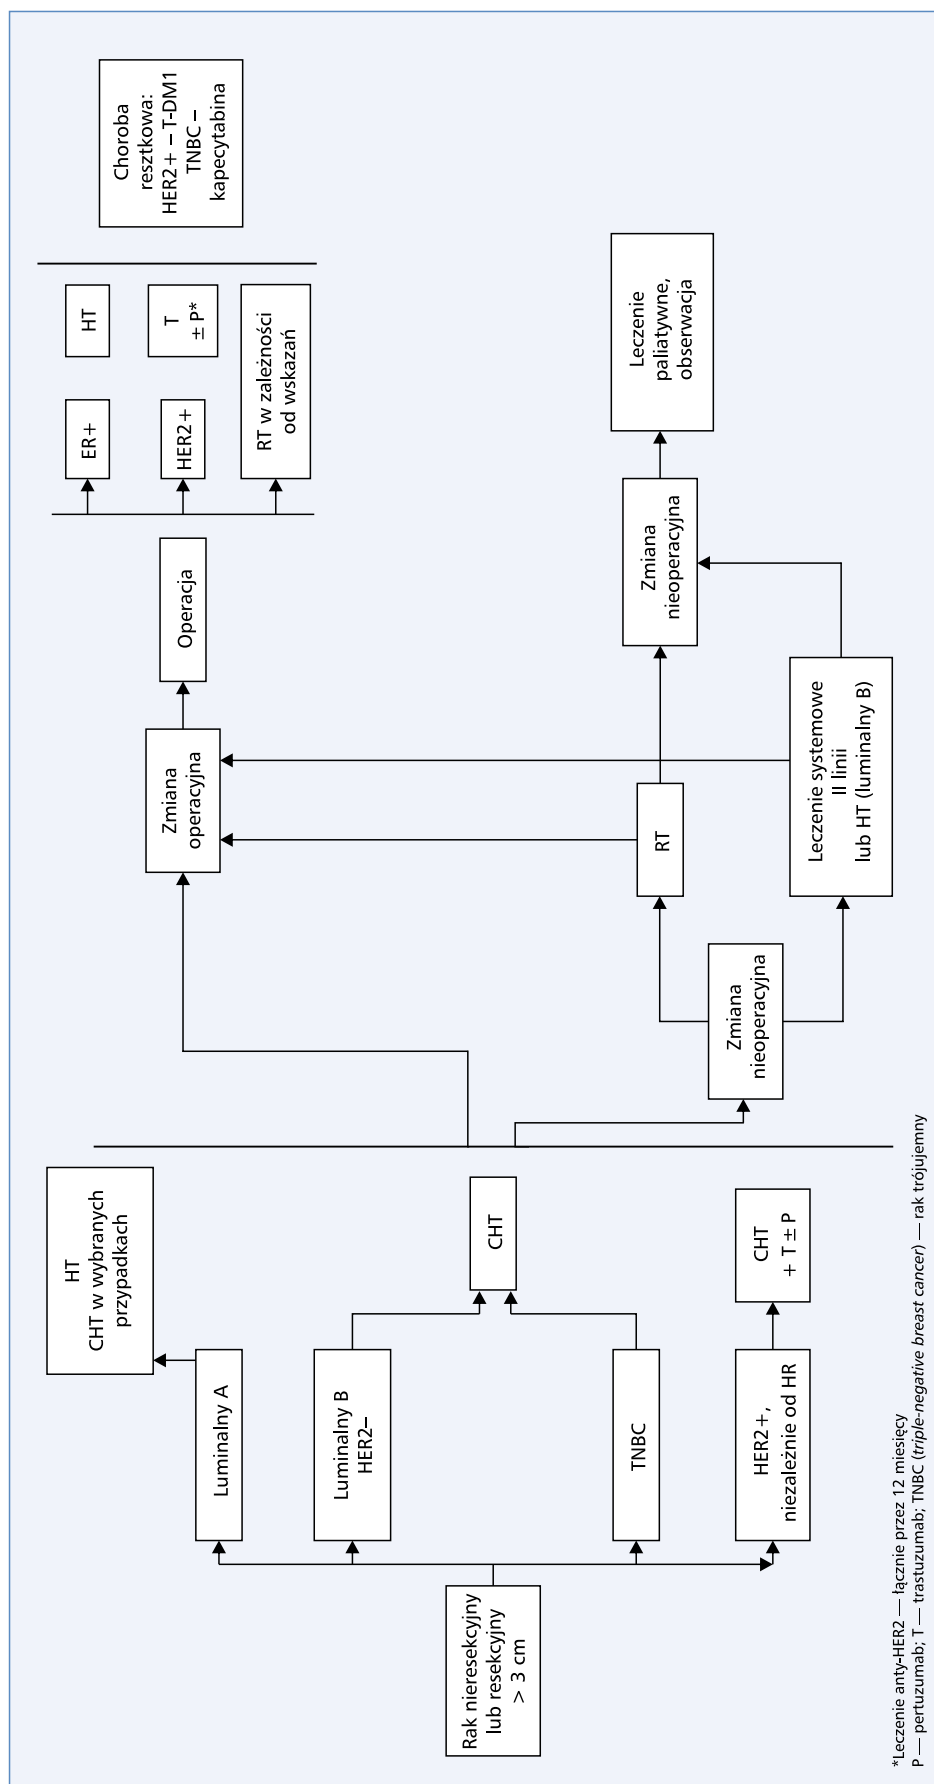 Rak nieresekcyjny
lub resekcyjny
> 3 cm
Luminalny A
Luminalny B
HER2–
TNBC
HER2+,
niezależnie od HR
HT
CHT w wybranych
przypadkach
CHT
CHT
+ T ± P
Zmiana
operacyjna
Operacja
Zmiana
nieoperacyjna
RT
Leczenie systemowe
II linii
lub HT (luminalny B)
Zmiana
nieoperacyjna
Leczenie
paliatywne,
obserwacja
ER+
HT
HER2+
T
± P*
RT w zależności
od wskazań
Choroba
resztkowa:
HER2+ – T-DM1
TNBC –
kapecytabina
*Leczenie anty-HER2 — łącznie przez 12 miesięcy
P — pertuzumab; T — trastuzumab; TNBC (triple-negative breast cancer) — rak trójujemny